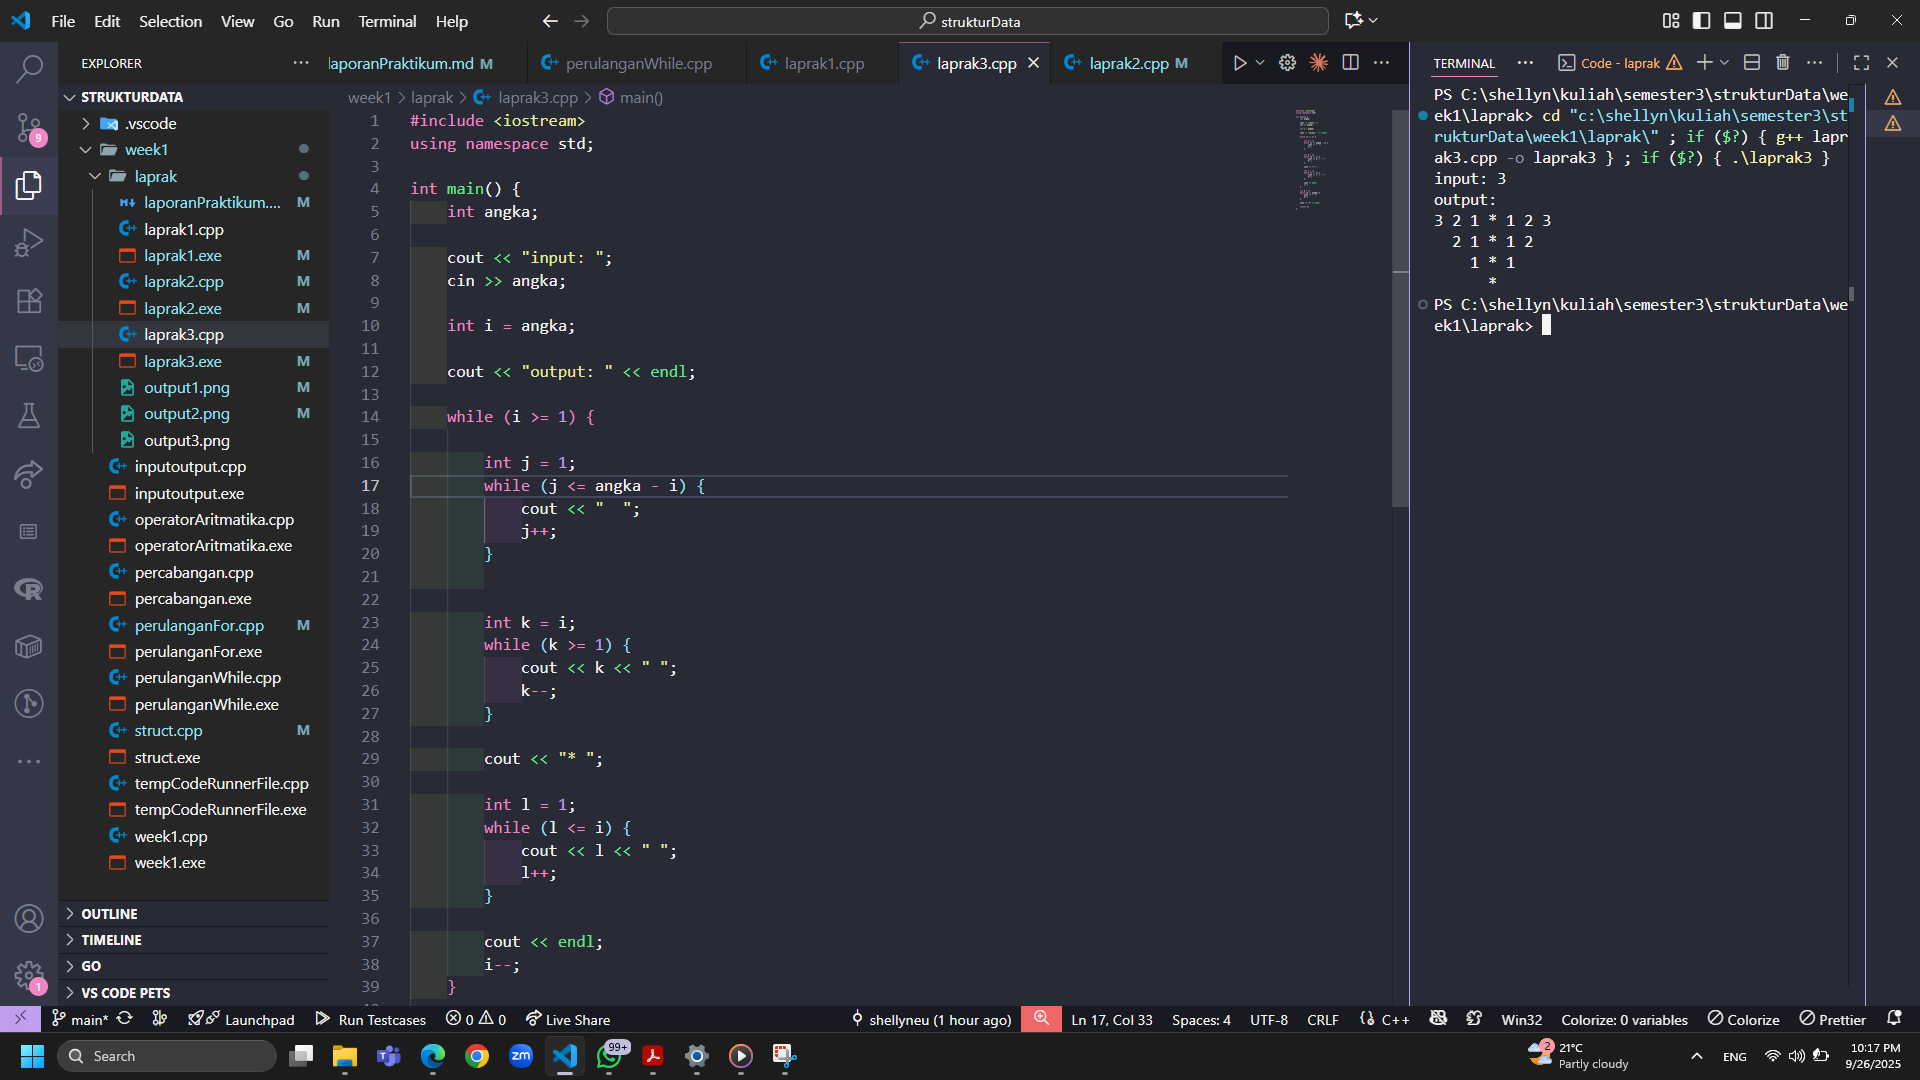 File Edit Selection View Go Run Terminal Help
strukturData
EXPLORER
laporanPraktikum.md M
perulanganWhile.cpp
laprak1.cpp
laprak3.cpp
laprak2.cpp M
STRUKTURDATA
.vscode
week1
laprak
laporanPraktikum.... M
laprak1.cpp
laprak1.exe M
laprak2.cpp M
laprak2.exe M
laprak3.cpp
laprak3.exe M
output1.png M
output2.png M
output3.png
inputoutput.cpp
inputoutput.exe
operatorAritmatika.cpp
operatorAritmatika.exe
percabangan.cpp
percabangan.exe
perulanganFor.cpp M
perulanganFor.exe
perulanganWhile.cpp
perulanganWhile.exe
struct.cpp M
struct.exe
tempCodeRunnerFile.cpp
tempCodeRunnerFile.exe
week1.cpp
week1.exe
OUTLINE
TIMELINE
GO
VS CODE PETS
9
1
week1 > laprak > laprak3.cpp > main()
1 #include <iostream>
2 using namespace std;
3
4 int main() {
5 int angka;
6
7 cout << "input: ";
8 cin >> angka;
9
10 int i = angka;
11
12 cout << "output: " << endl;
13
14 while (i >= 1) {
15
16 int j = 1;
17 while (j <= angka - i) {
18 cout << "  ";
19 j++;
20 }
21
22
23 int k = i;
24 while (k >= 1) {
25 cout << k << " ";
26 k--;
27 }
28
29 cout << "* ";
30
31 int l = 1;
32 while (l <= i) {
33 cout << l << " ";
34 l++;
35 }
36
37 cout << endl;
38 i--;
39 }
TERMINAL
Code - laprak
PS C:\shellyn\kuliah\semester3\strukturData\we
ek1\laprak> cd "c:\shellyn\kuliah\semester3\st
rukturData\week1\laprak\" ; if ($?) { g++ lapr
ak3.cpp -o laprak3 } ; if ($?) { .\laprak3 }
input: 3
output:
3 2 1 * 1 2 3
  2 1 * 1 2
    1 * 1
      *
PS C:\shellyn\kuliah\semester3\strukturData\we
ek1\laprak>
main* Launchpad Run Testcases 0 0 Live Share shellyneu (1 hour ago) Ln 17, Col 33 Spaces: 4 UTF-8 CRLF C++ Win32 Colorize: 0 variables Colorize Prettier
Search
zm
99+
2
21°C
Partly cloudy
ENG
10:17 PM
9/26/2025